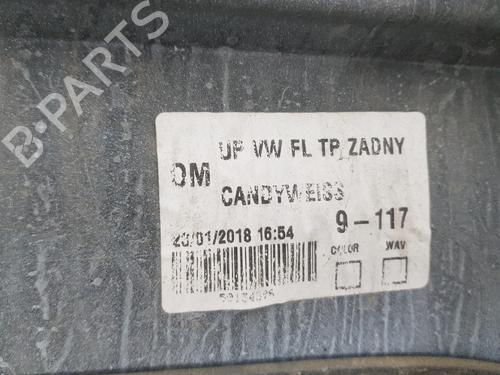 UP VW FL TP ZADNY
OM
CANDYWEISS
9-117
23/01/2018 16:54
COLOR
WAV
B-PARTS